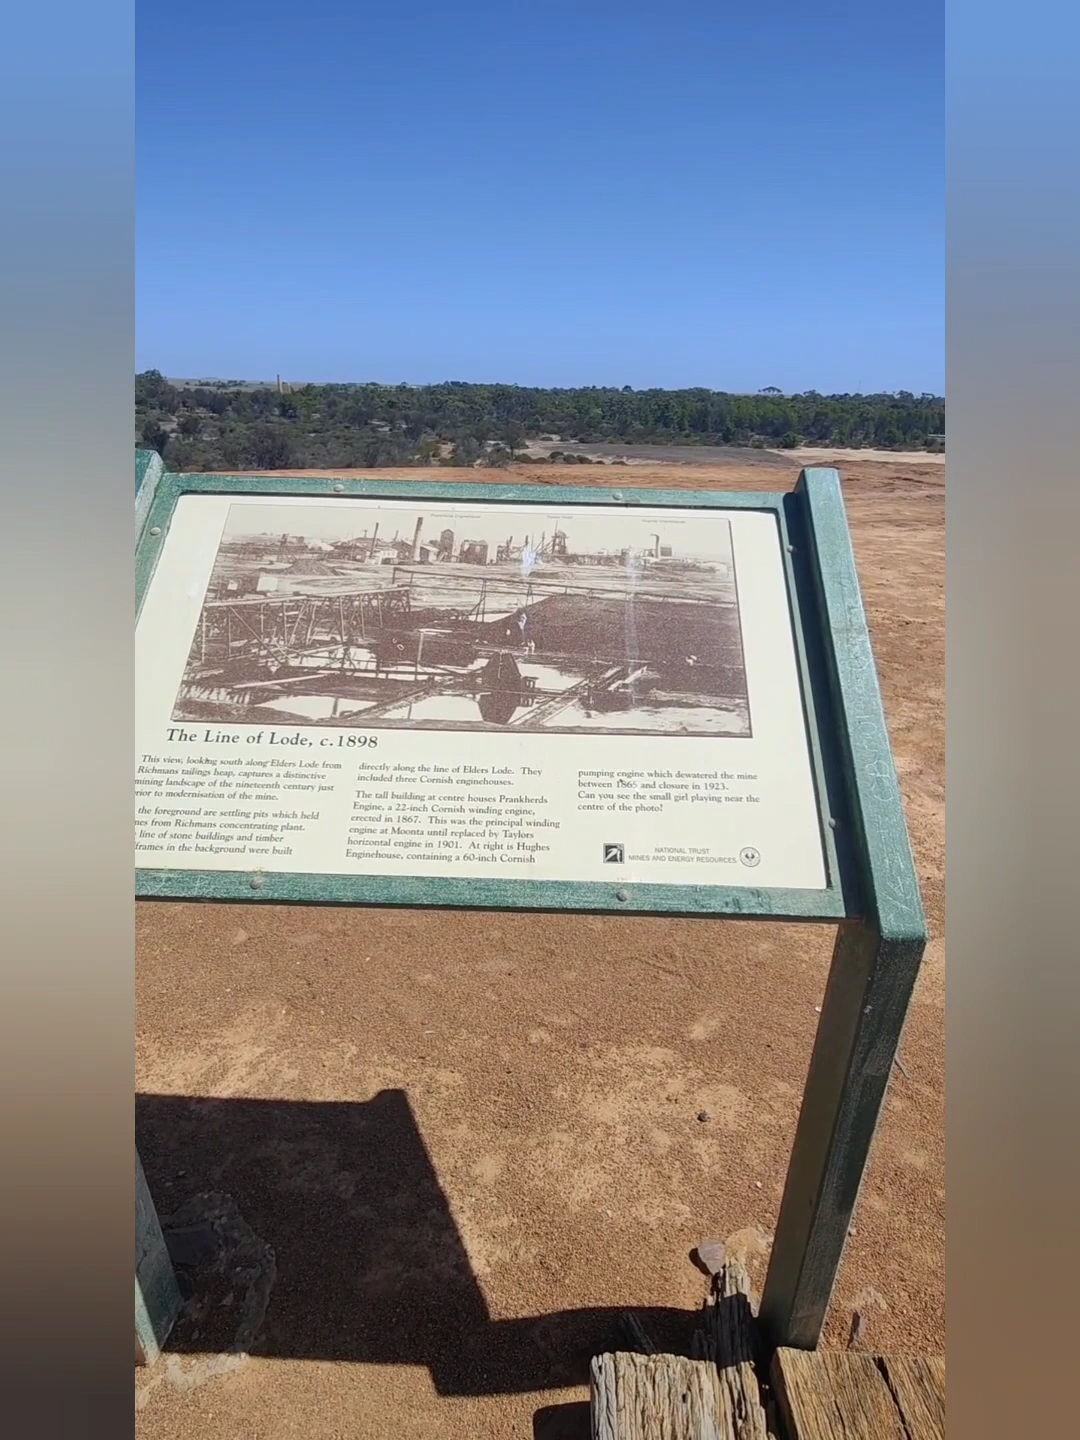 The Line of Lode, c.1898
This view, looking south along Elders Lode from
Richmans tailings heap, captures a distinctive
mining landscape of the nineteenth century just
prior to modernisation of the mine.
the foreground are settling pits which held
from Richmans concentrating plant.
line of stone buildings and timber
frames in the background were built
directly along the line of Elders Lode. They
included three Cornish enginehouses.
The tall building at centre houses Prankherds
Engine, a 22-inch Cornish winding engine,
erected in 1867. This was the principal winding
engine at Moonta until replaced by Taylors
horizontal engine in 1901. At right is Hughes
Enginehouse, containing a 60-inch Cornish
pumping engine which dewatered the mine
between 1865 and closure in 1923.
Can you see the small girl playing near the
centre of the photo?
NATIONAL TRUST
MINES AND ENERGY RESOURCES